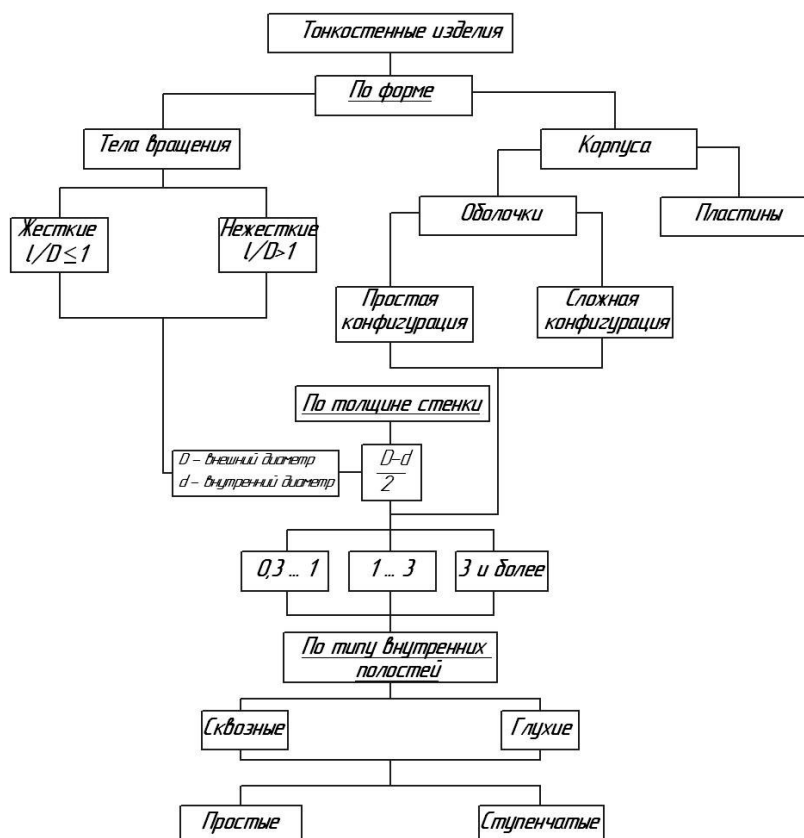 Тонкостенные изделия
По форме
Тела вращения
Корпуса
Оболочки
Пластины
Жесткие
l/D≤1
Нежесткие
l/D>1
Простая
конфигурация
Сложная
конфигурация
По толщине стенки
D – внешний диаметр
d – внутренний диаметр
D-d
2
0,3 ... 1
1 ... 3
3 и более
По типу внутренних
полостей
Сквозные
Глухие
Простые
Ступенчатые